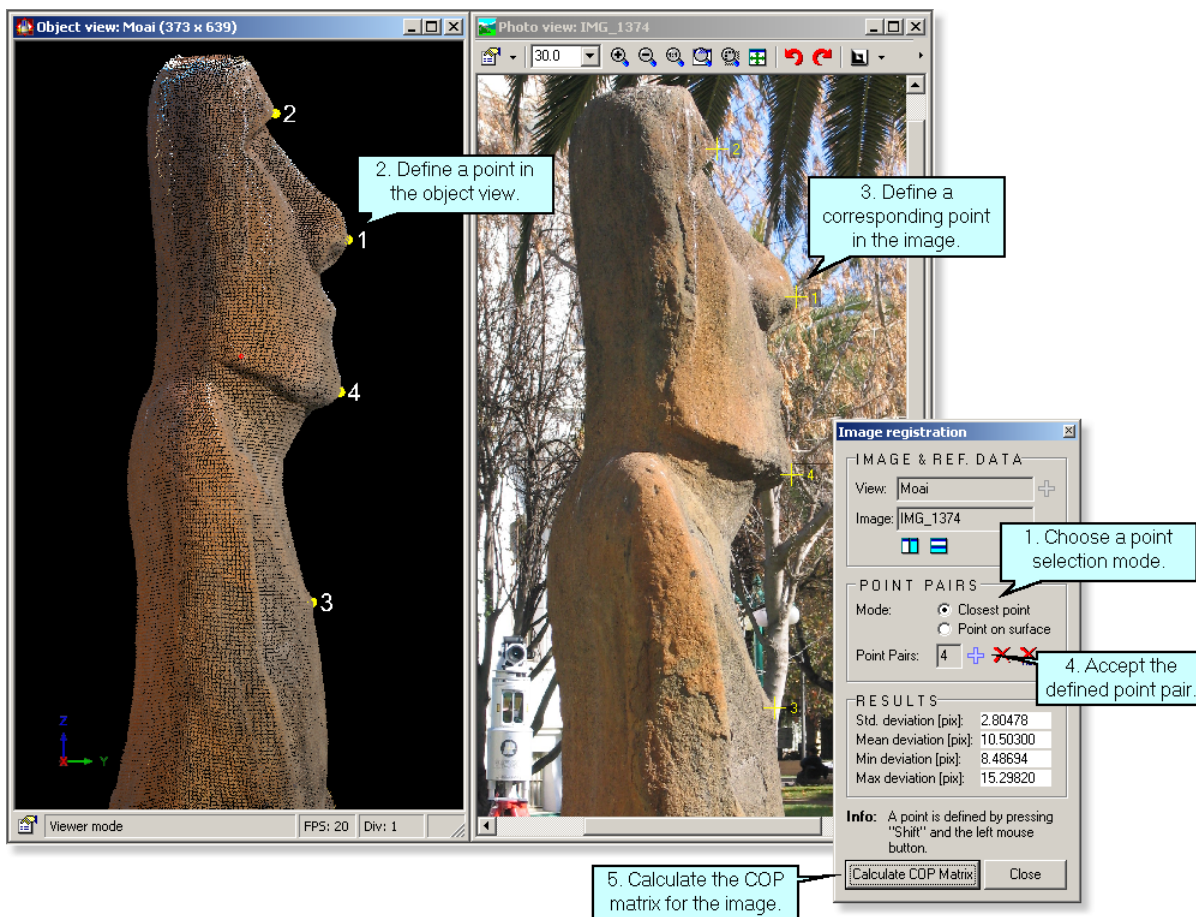 Object view: Moai (373 x 639)
2
1
4
3
Z
Y
Viewer mode
FPS: 20
Div: 1
2. Define a point in
the object view.
Photo view: IMG_1374
30.0
1:1
2
1
4
3
3. Define a
corresponding point
in the image.
Image registration
IMAGE & REF. DATA
View: Moai
Image: IMG_1374
1. Choose a point
selection mode.
POINT PAIRS
Mode: Closest point
Point on surface
Point Pairs: 4
4. Accept the
defined point pair.
RESULTS
Std. deviation [pix]: 2.80478
Mean deviation [pix]: 10.50300
Min deviation [pix]: 8.48694
Max deviation [pix]: 15.29820
Info: A point is defined by pressing
"Shift" and the left mouse
button.
Calculate COP Matrix
Close
5. Calculate the COP
matrix for the image.